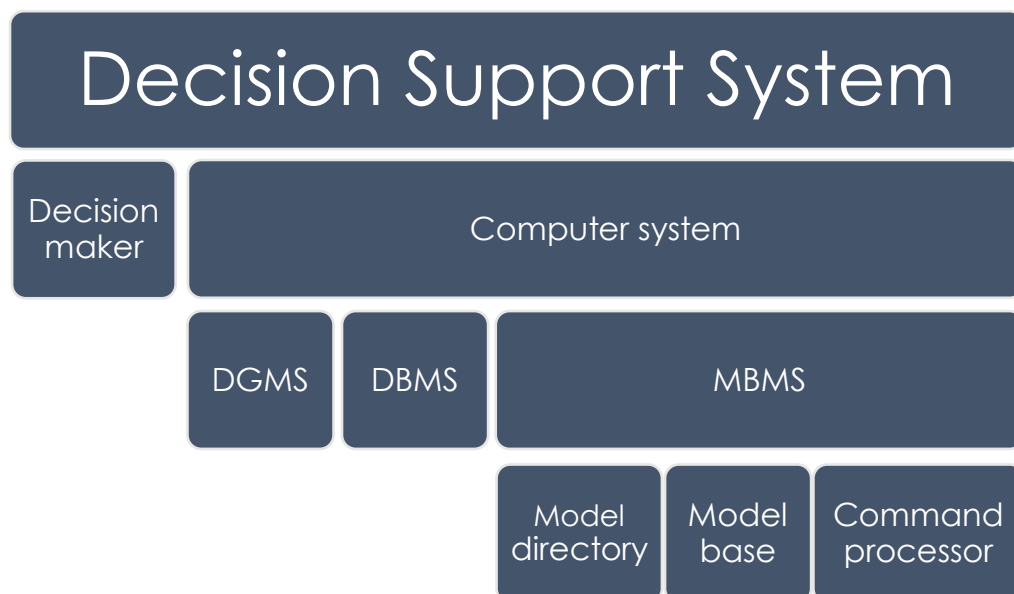 Decision Support System
Decision
maker
Computer system
DGMS
DBMS
MBMS
Model
directory
Model
base
Command
processor